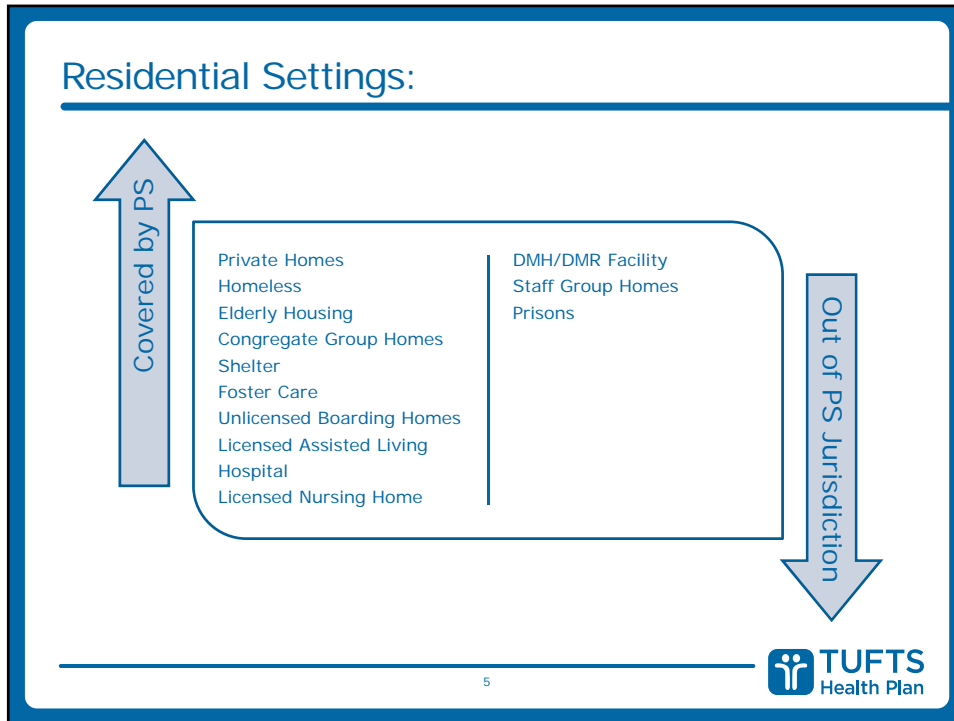 Residential Settings:
Covered by PS
Private Homes
Homeless
Elderly Housing
Congregate Group Homes
Shelter
Foster Care
Unlicensed Boarding Homes
Licensed Assisted Living
Hospital
Licensed Nursing Home
DMH/DMR Facility
Staff Group Homes
Prisons
Out of PS Jurisdiction
5
TUFTS
Health Plan